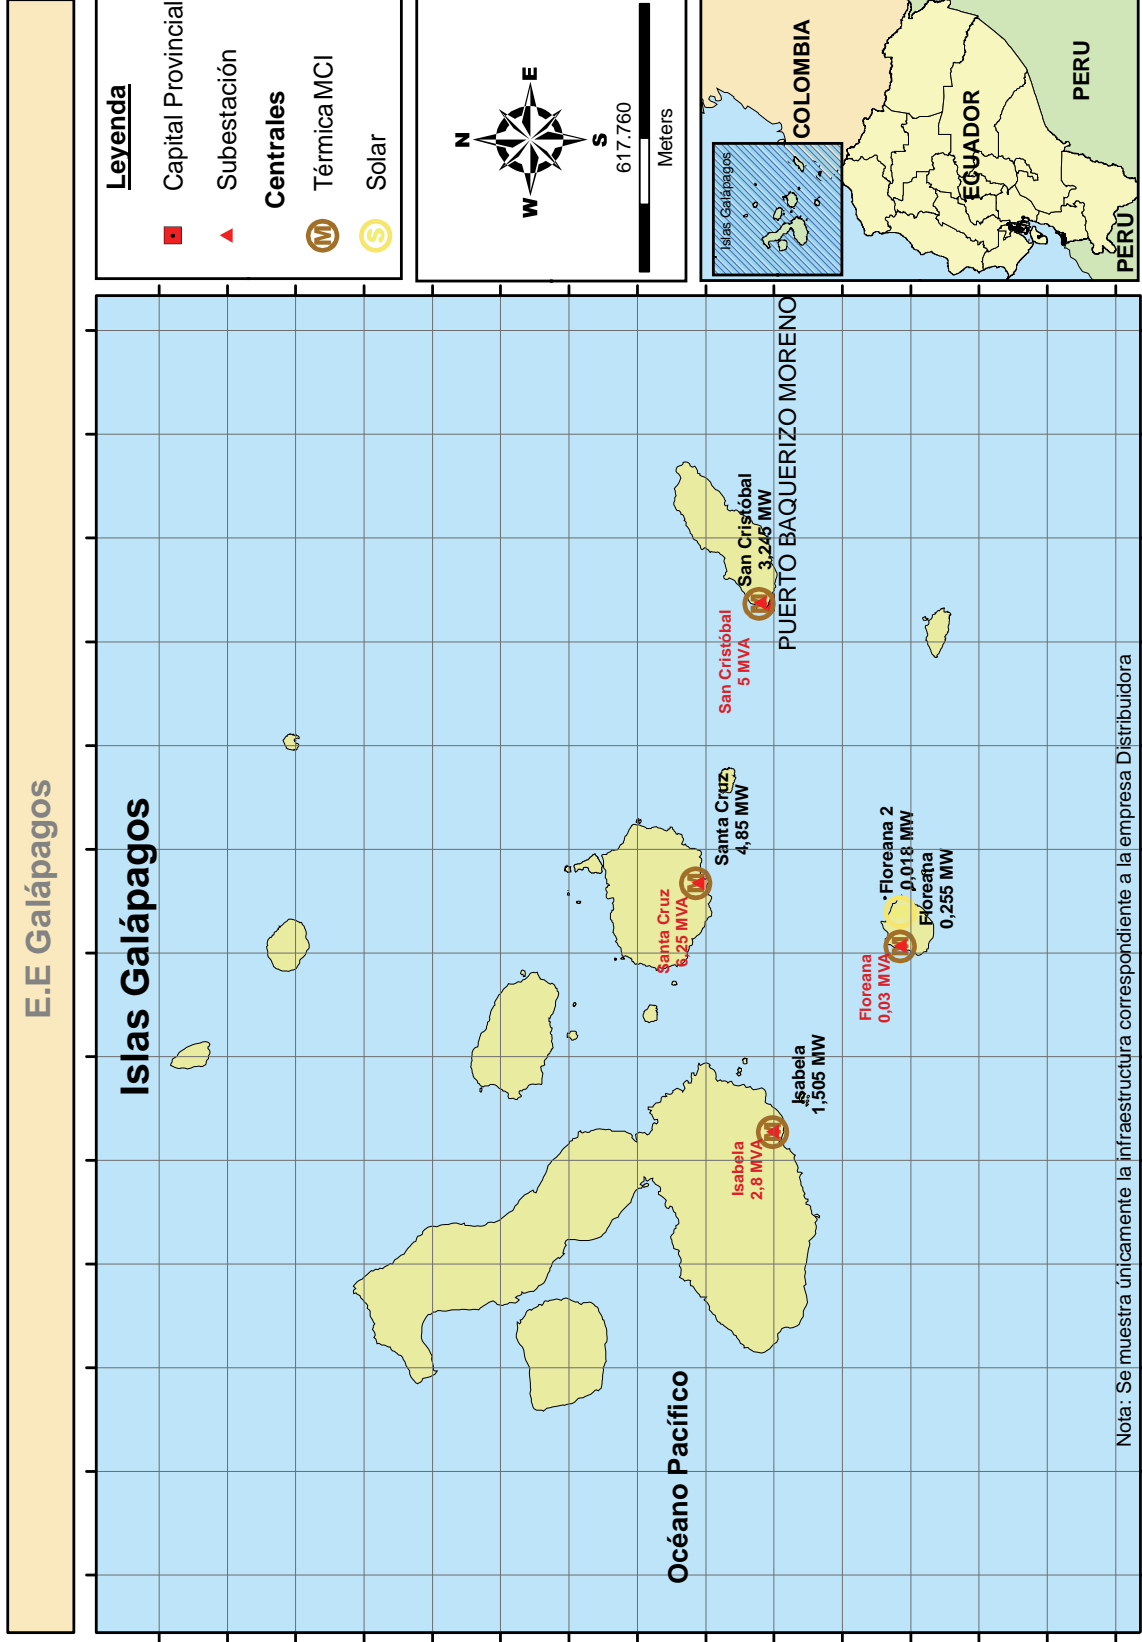 E.E Galápagos
Islas Galápagos
Océano Pacífico
Isabela
2,8 MVA
Isabela
1,505 MW
Santa Cruz
6,25 MVA
Santa Cruz
4,85 MW
San Cristóbal
5 MVA
San Cristóbal
3,245 MW
PUERTO BAQUERIZO MORENO
Floreana
0,03 MVA
Floreana 2
0,018 MW
Floreana
0,255 MW
M
M
M
M
Nota: Se muestra únicamente la infraestructura correspondiente a la empresa Distribuidora
Leyenda
Capital Provincial
Subestación
Centrales
M Térmica MCI
S Solar
N
W E
S
617.760
Meters
Islas Galápagos
COLOMBIA
ECUADOR
PERU
PERU